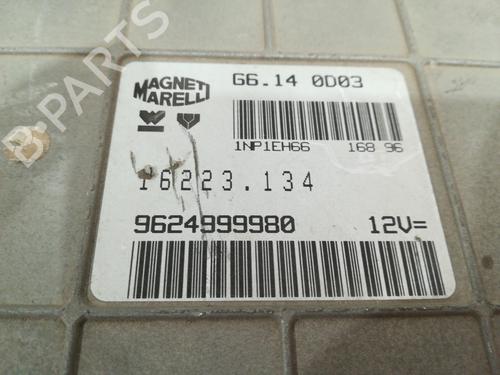 B-PARTS
MAGNETI
MARELLI
G6.14 0D03
1NP1EH66 168 96
16223.134
9624999980 12V=